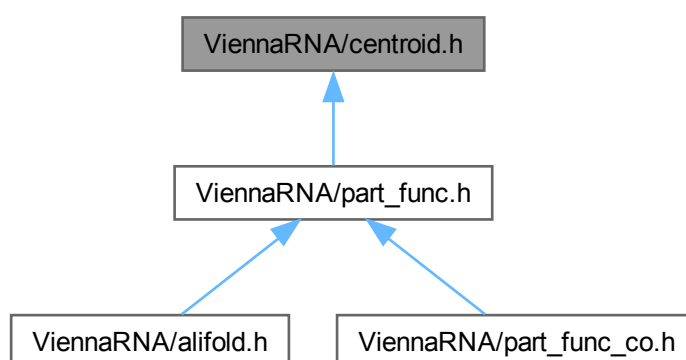 ViennaRNA/centroid.h
ViennaRNA/part_func.h
ViennaRNA/alifold.h
ViennaRNA/part_func_co.h